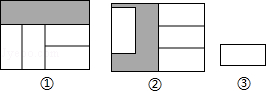 ① ② ③